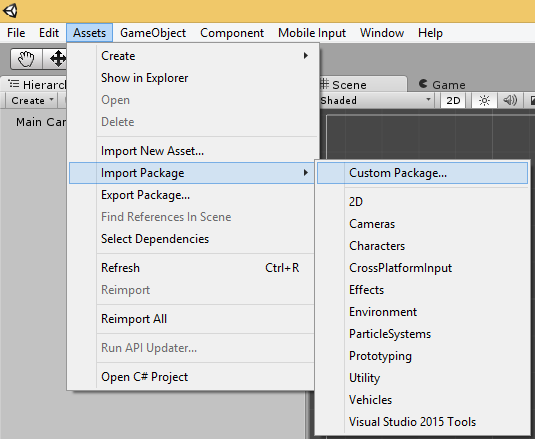 File Edit Assets GameObject Component Mobile Input Window Help
Create
Show in Explorer
Open
Delete
Import New Asset...
Import Package
Export Package...
Find References In Scene
Select Dependencies
Refresh Ctrl+R
Reimport
Reimport All
Run API Updater...
Open C# Project
Hierarc
Create
Main Car
Scene Game
Shaded 2D
Custom Package...
2D
Cameras
Characters
CrossPlatformInput
Effects
Environment
ParticleSystems
Prototyping
Utility
Vehicles
Visual Studio 2015 Tools